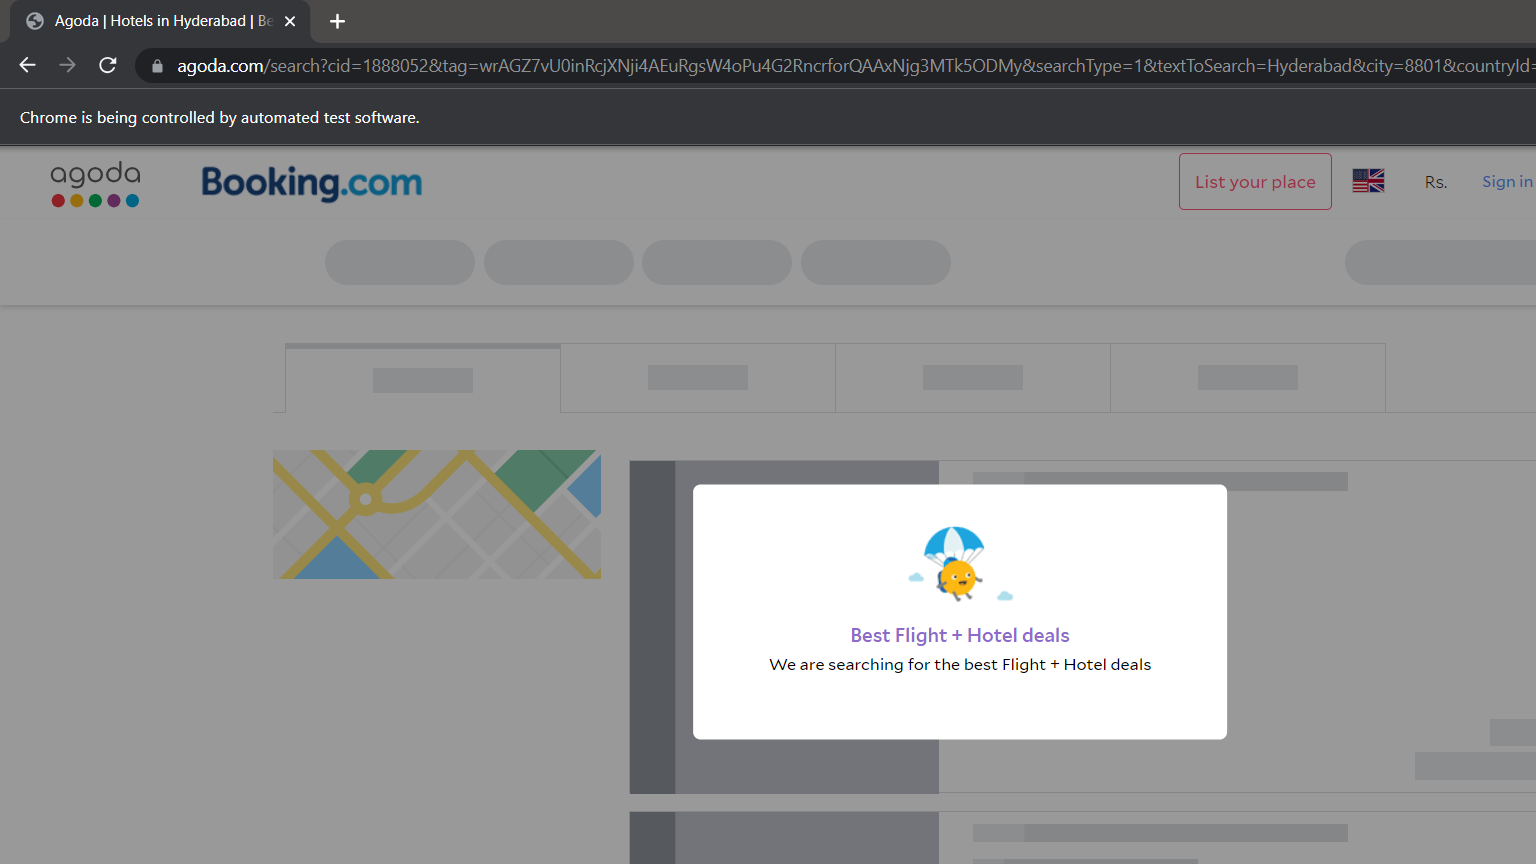 Agoda | Hotels in Hyderabad | Be
agoda.com/search?cid=1888052&tag=wrAGZ7vU0inRcjXNji4AEuRgsW4oPu4G2RncrforQAAxNjg3MTk5ODMy&searchType=1&textToSearch=Hyderabad&city=8801&countryId=
Chrome is being controlled by automated test software.
agoda
Booking.com
List your place
Rs.
Sign in
Best Flight + Hotel deals
We are searching for the best Flight + Hotel deals